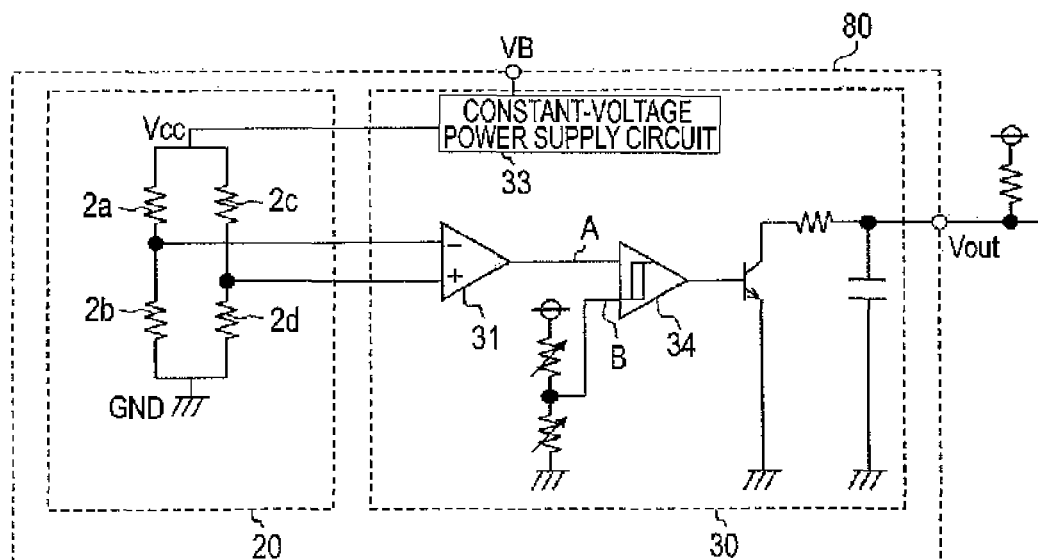 80
VB
CONSTANT-VOLTAGE
POWER SUPPLY CIRCUIT
33
Vcc
2a
2c
A
Vout
2b
2d
31
B
34
GND
20
30